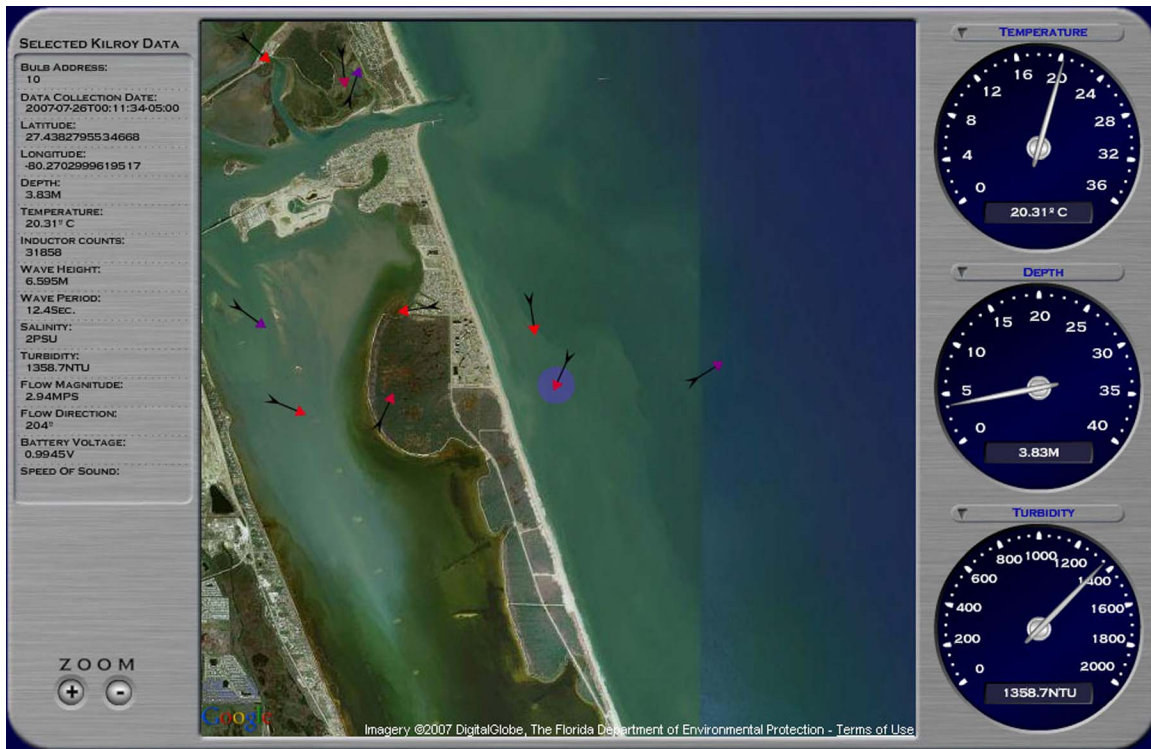 SELECTED KILROY DATA
BULB ADDRESS:
10
DATA COLLECTION DATE:
2007-07-26T00:11:34-05:00
LATITUDE:
27.4382795534668
LONGITUDE:
-80.2702999619517
DEPTH:
3.83M
TEMPERATURE:
20.31º C
INDUCTOR COUNTS:
31858
WAVE HEIGHT:
6.595M
WAVE PERIOD:
12.4SEC.
SALINITY:
2PSU
TURBIDITY:
1358.7NTU
FLOW MAGNITUDE:
2.94MPS
FLOW DIRECTION:
204º
BATTERY VOLTAGE:
0.9945V
SPEED OF SOUND:
ZOOM
+ -
Google
Imagery ©2007 DigitalGlobe, The Florida Department of Environmental Protection - Terms of Use
TEMPERATURE
0 4 8 12 16 20 24 28 32 36
20.31º C
DEPTH
0 5 10 15 20 25 30 35 40
3.83M
TURBIDITY
0 200 400 600 800 1000 1200 1400 1600 1800 2000
1358.7NTU